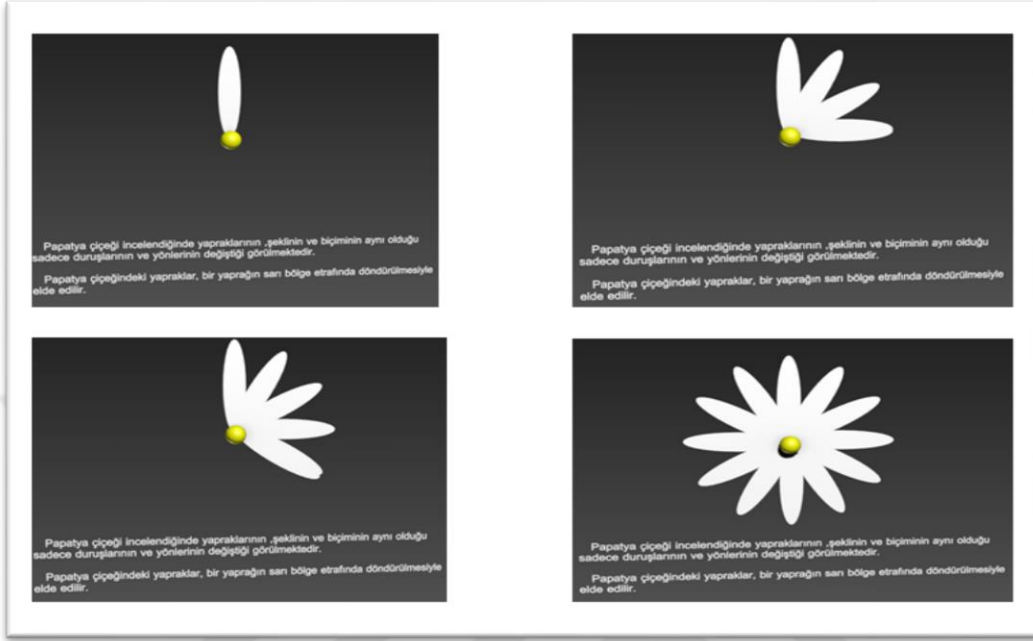 Papatya çiçeği incelendiğinde yapraklarının ,şeklinin ve biçiminin aynı olduğu
sadece duruşlarının ve yönlerinin değiştiği görülmektedir.
Papatya çiçeğindeki yapraklar, bir yaprağın sarı bölge etrafında döndürülmesiyle
elde edilir.
Papatya çiçeği incelendiğinde yapraklarının ,şeklinin ve biçiminin aynı olduğu
sadece duruşlarının ve yönlerinin değiştiği görülmektedir.
Papatya çiçeğindeki yapraklar, bir yaprağın sarı bölge etrafında döndürülmesiyle
elde edilir.
Papatya çiçeği incelendiğinde yapraklarının ,şeklinin ve biçiminin aynı olduğu
sadece duruşlarının ve yönlerinin değiştiği görülmektedir.
Papatya çiçeğindeki yapraklar, bir yaprağın sarı bölge etrafında döndürülmesiyle
elde edilir.
Papatya çiçeği incelendiğinde yapraklarının ,şeklinin ve biçiminin aynı olduğu
sadece duruşlarının ve yönlerinin değiştiği görülmektedir.
Papatya çiçeğindeki yapraklar, bir yaprağın sarı bölge etrafında döndürülmesiyle
elde edilir.